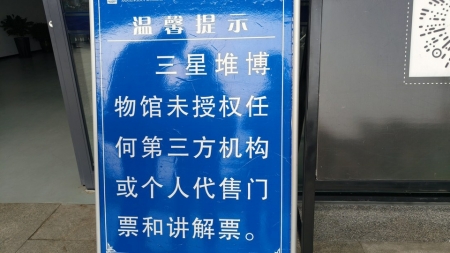 温馨提示
三星堆博
物馆未授权任
何第三方机构
或个人代售门
票和讲解票。